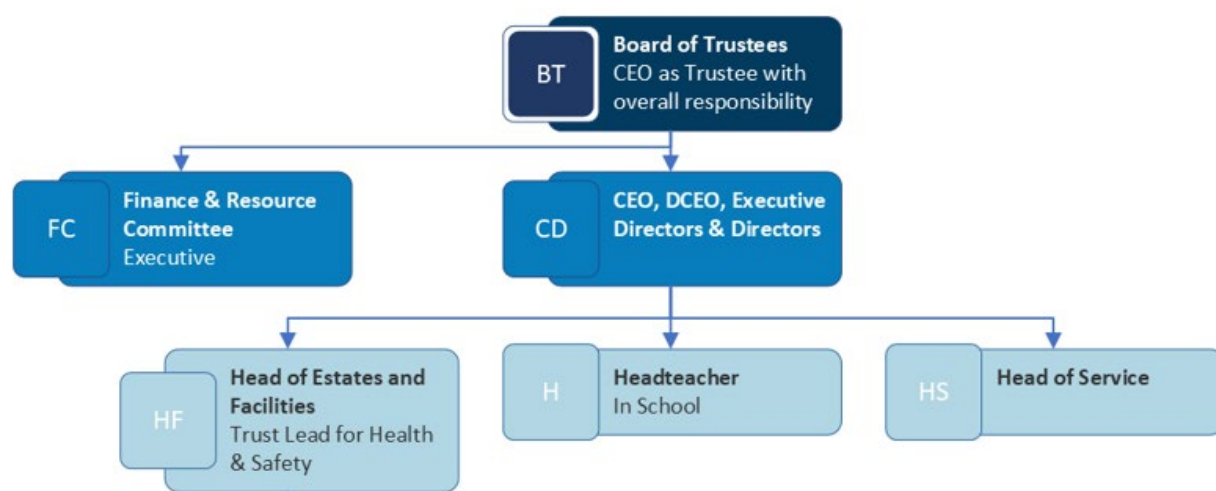 BT
Board of Trustees
CEO as Trustee with
overall responsibility
FC
Finance & Resource
Committee
Executive
CD
CEO, DCEO, Executive
Directors & Directors
HF
Head of Estates and
Facilities
Trust Lead for Health
& Safety
H
Headteacher
In School
HS
Head of Service